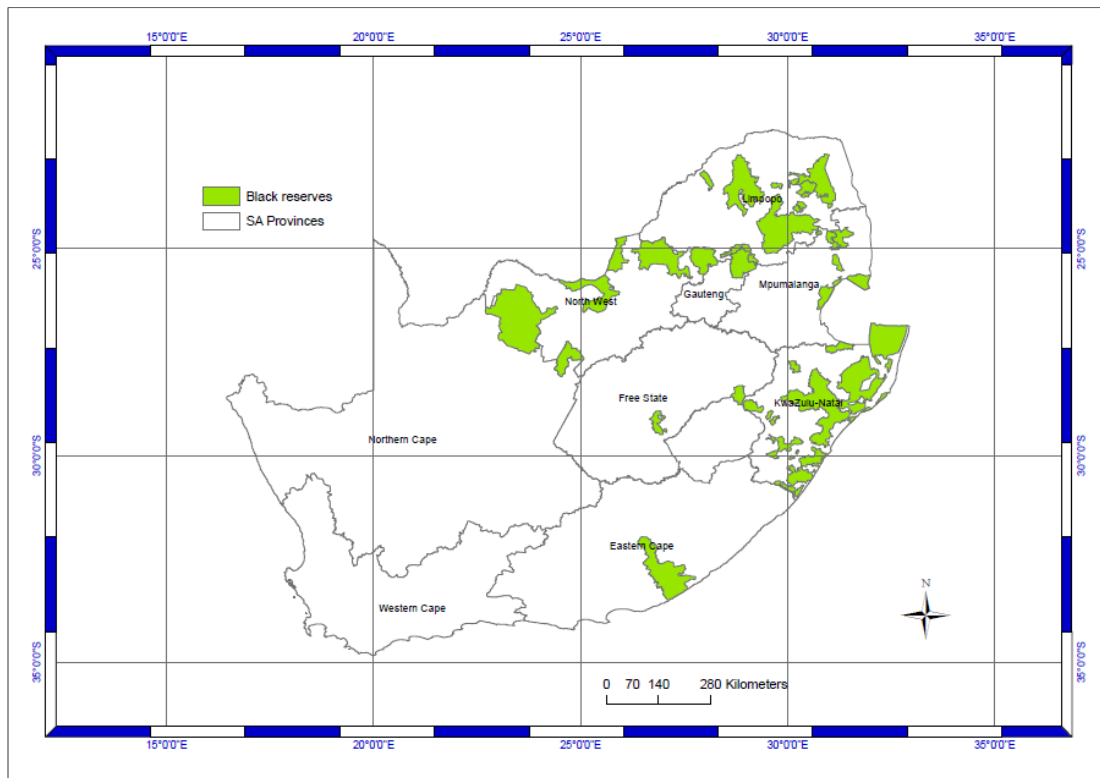 15°0'0"E 20°0'0"E 25°0'0"E 30°0'0"E 35°0'0"E
Black reserves
SA Provinces
Limpopo
25°0'0"S 25°0'0"S
Mpumalanga
Gauteng
North West
Free State
KwaZulu-Natal
Northern Cape
30°0'0"S 30°0'0"S
Eastern Cape
N
Western Cape
35°0'0"S 35°0'0"S
0 70 140 280 Kilometers
15°0'0"E 20°0'0"E 25°0'0"E 30°0'0"E 35°0'0"E